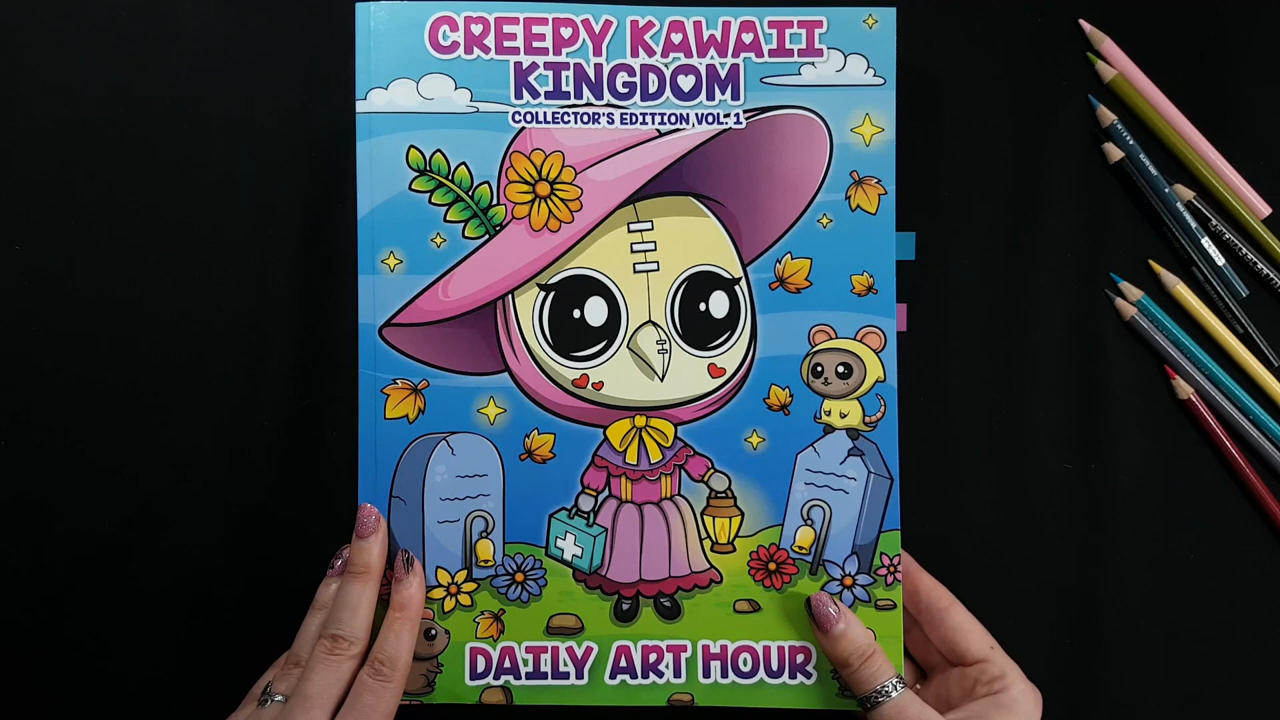 CREEPY KAWAII
KINGDOM
COLLECTOR'S EDITION VOL. 1
DAILY ART HOUR